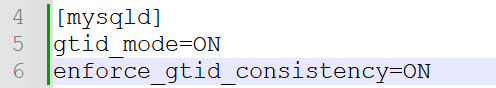 4 [mysqld]
5 gtid_mode=ON
6 enforce_gtid_consistency=ON